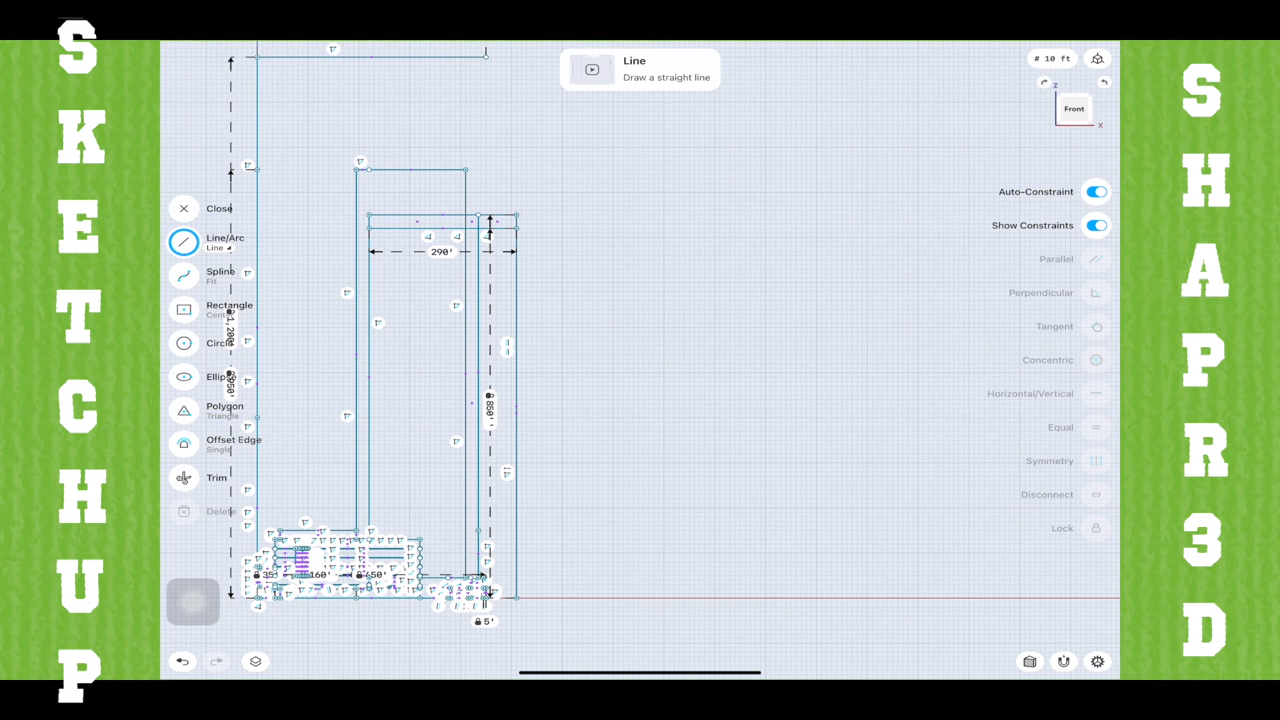 SKETCHUP
SHAPR3D
Line
Draw a straight line
# 10 ft
Z
Front
X
Auto-Constraint
Show Constraints
Parallel
Perpendicular
Tangent
Concentric
Horizontal/Vertical
Equal
Symmetry
Disconnect
Lock
Close
Line/Arc
Line
Spline
Fit
Rectangle
Circle
Polygon
Triangle
Offset Edge
Single
Trim
290'
850'
160'
650'
5'